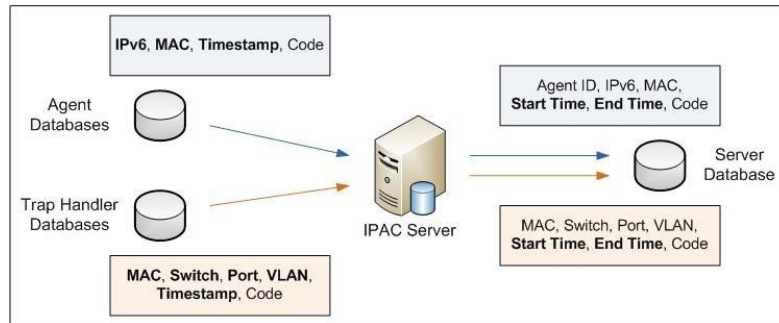 IPv6, MAC, Timestamp, Code
Agent
Databases
Trap Handler
Databases
MAC, Switch, Port, VLAN,
Timestamp, Code
IPAC Server
Agent ID, IPv6, MAC,
Start Time, End Time, Code
Server
Database
MAC, Switch, Port, VLAN,
Start Time, End Time, Code